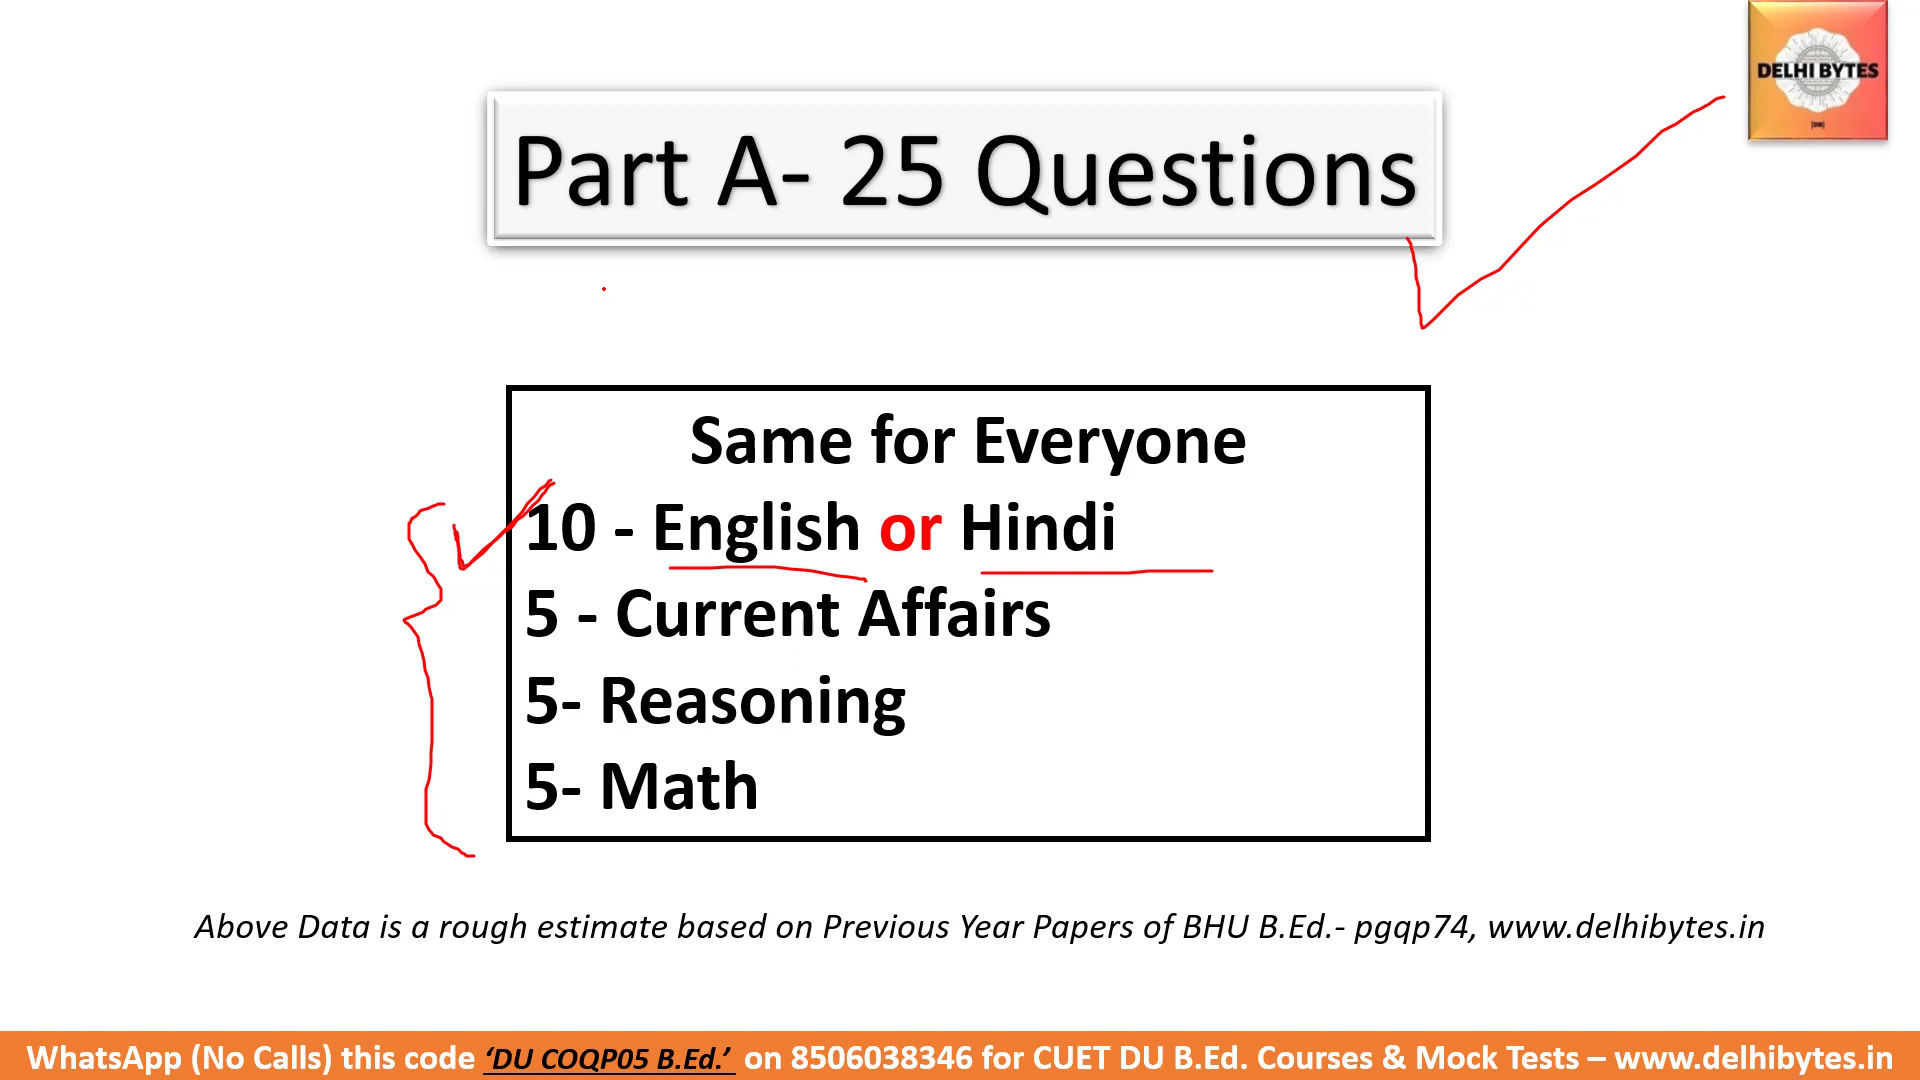 DELHI BYTES
|DB|
Part A- 25 Questions
Same for Everyone
10 - English or Hindi
5 - Current Affairs
5- Reasoning
5- Math
Above Data is a rough estimate based on Previous Year Papers of BHU B.Ed.- pgqp74, www.delhibytes.in
WhatsApp (No Calls) this code ‘DU COQP05 B.Ed.’ on 8506038346 for CUET DU B.Ed. Courses & Mock Tests – www.delhibytes.in